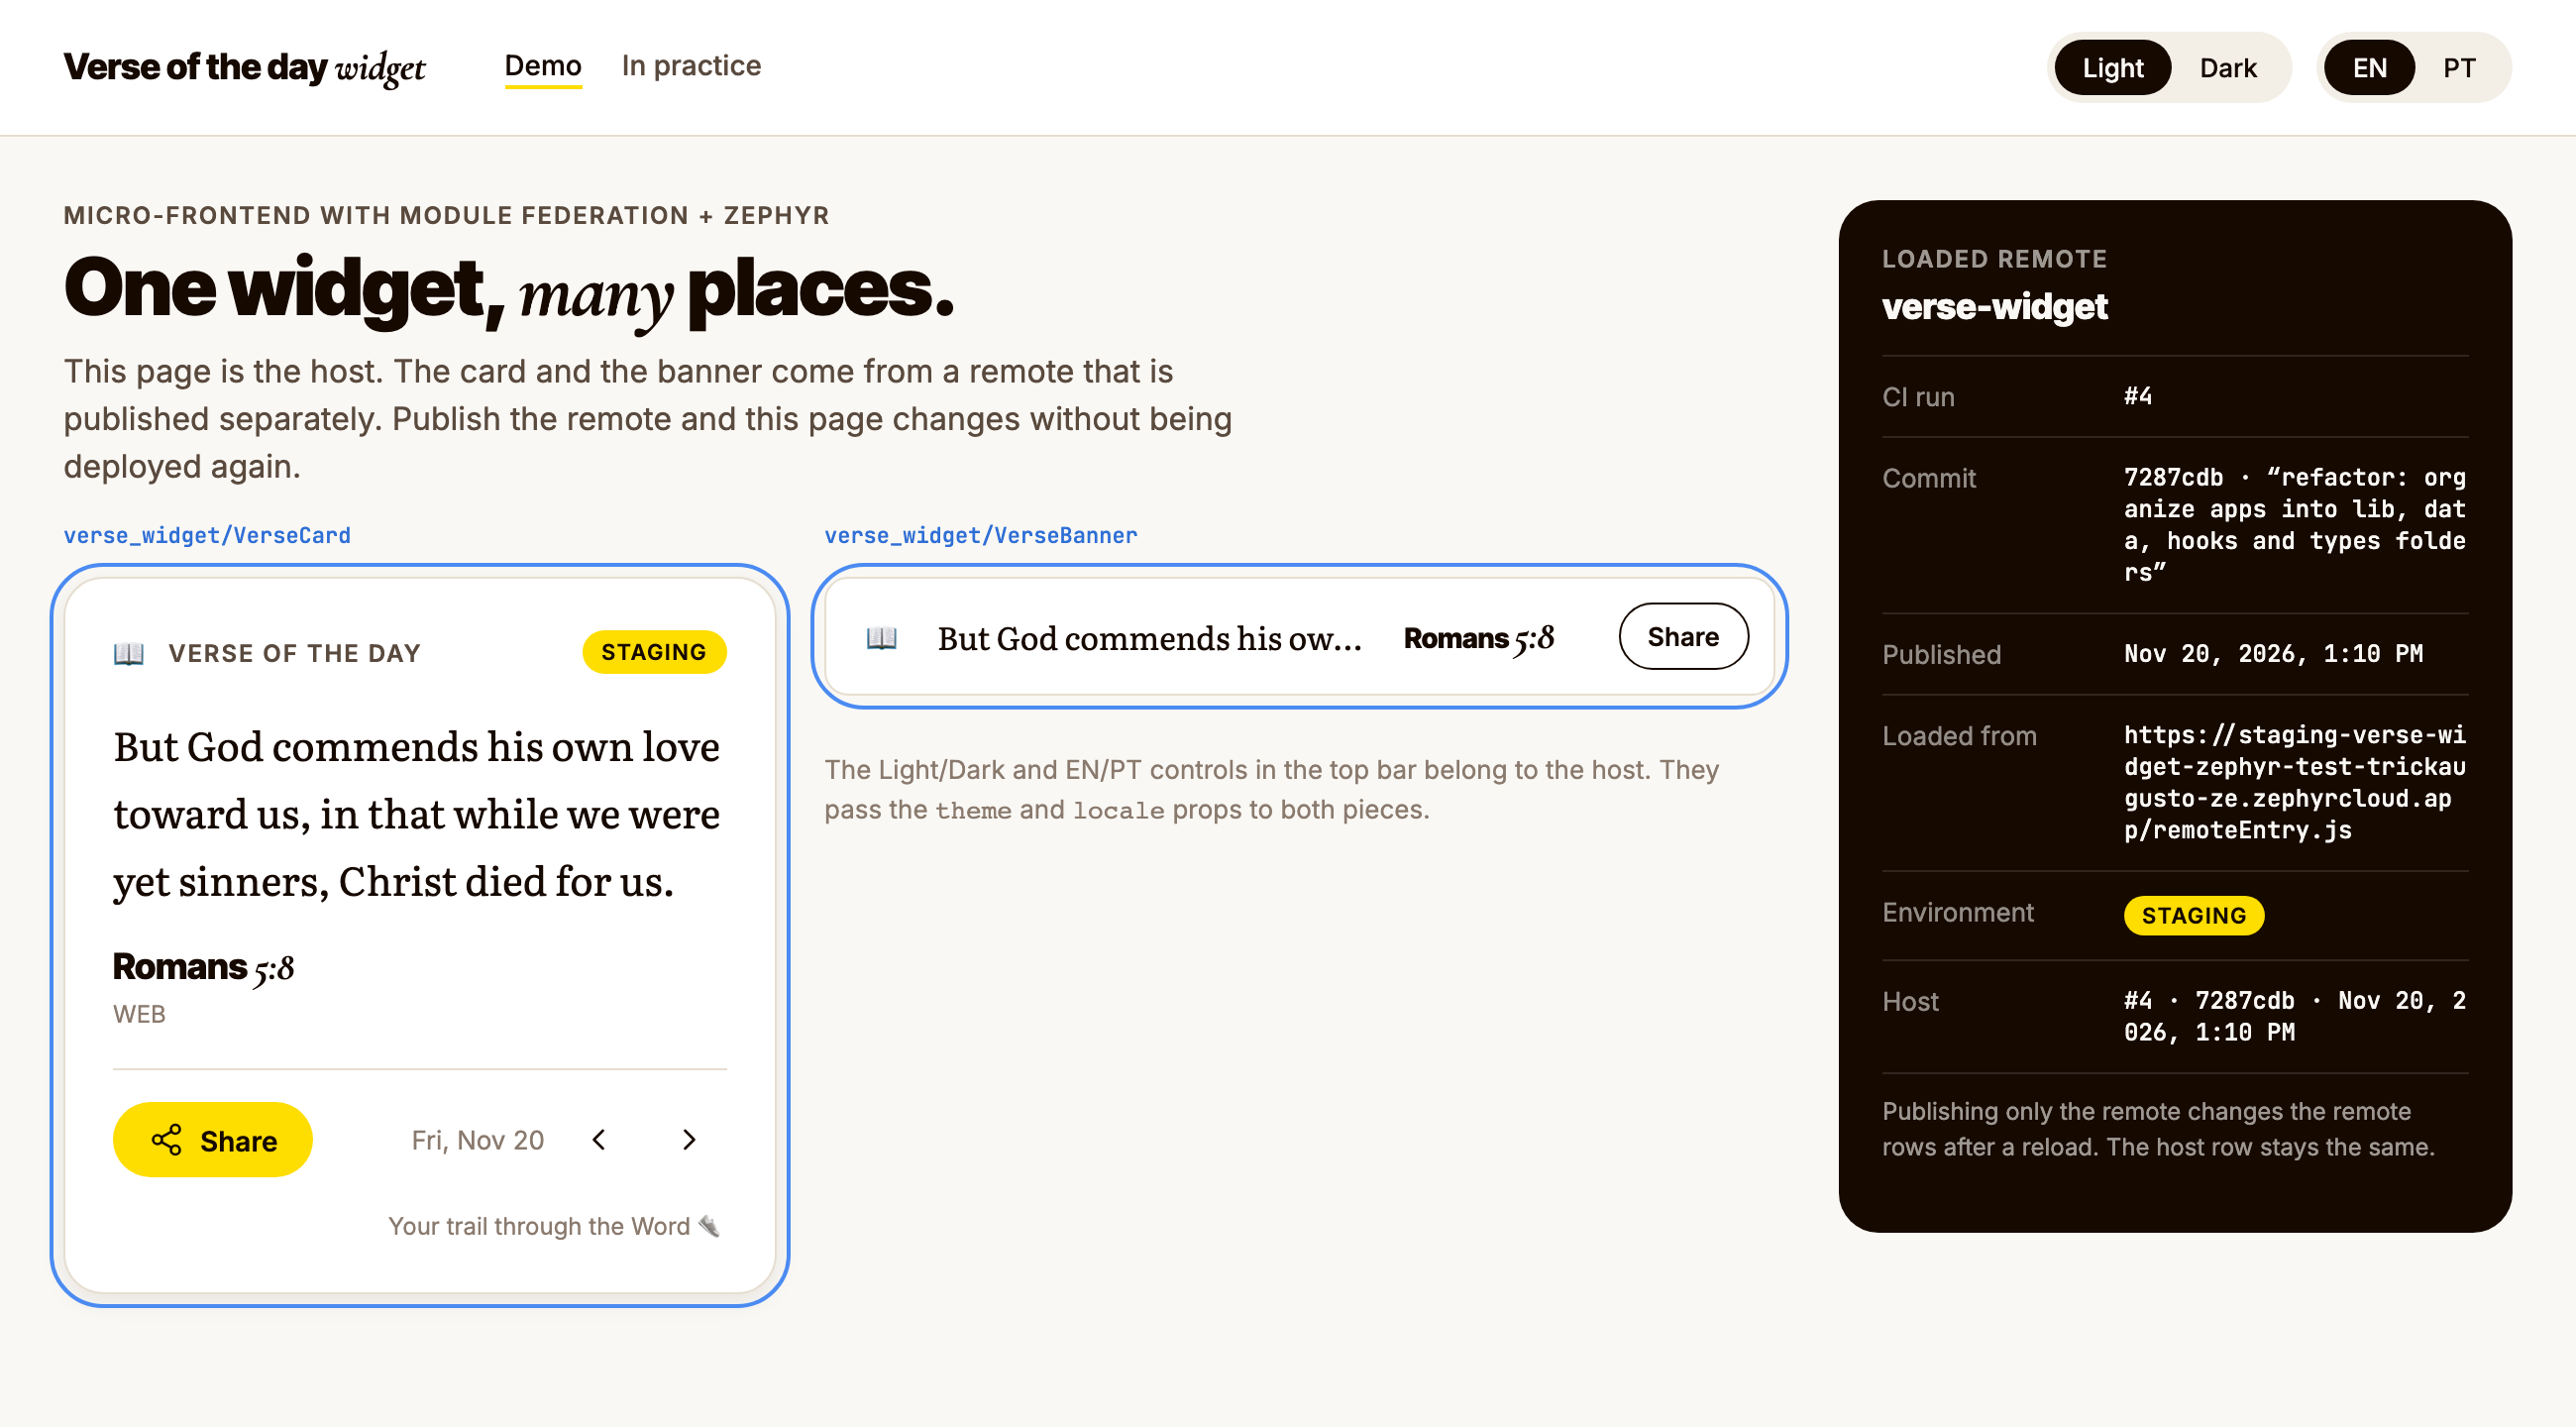 Verse of the day widget
Demo
In practice
Light
Dark
EN
PT
MICRO-FRONTEND WITH MODULE FEDERATION + ZEPHYR
One widget, many places.
This page is the host. The card and the banner come from a remote that is
published separately. Publish the remote and this page changes without being
deployed again.
verse_widget/VerseCard
VERSE OF THE DAY
STAGING
But God commends his own love
toward us, in that while we were
yet sinners, Christ died for us.
Romans 5:8
WEB
Share
Fri, Nov 20
Your trail through the Word
verse_widget/VerseBanner
But God commends his ow...
Romans 5:8
Share
The Light/Dark and EN/PT controls in the top bar belong to the host. They
pass the theme and locale props to both pieces.
LOADED REMOTE
verse-widget
CI run
#4
Commit
7287cdb · “refactor: org
anize apps into lib, dat
a, hooks and types folde
rs”
Published
Nov 20, 2026, 1:10 PM
Loaded from
https://staging-verse-wi
dget-zephyr-test-trickau
gusto-ze.zephyrcloud.ap
p/remoteEntry.js
Environment
STAGING
Host
#4 · 7287cdb · Nov 20, 2
026, 1:10 PM
Publishing only the remote changes the remote
rows after a reload. The host row stays the same.